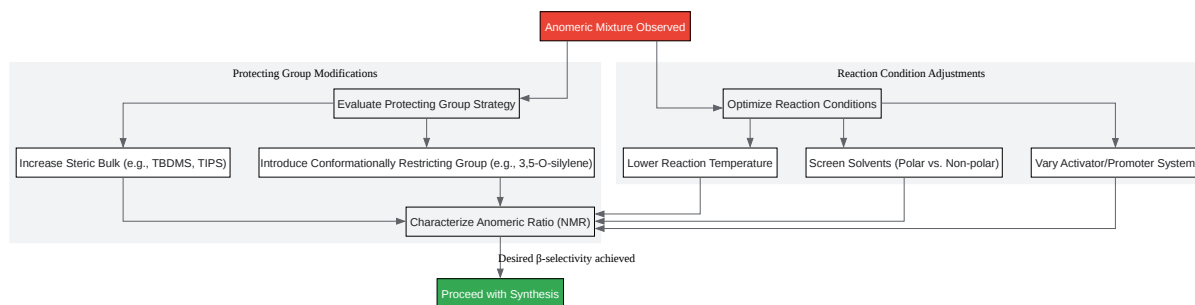 Anomeric Mixture Observed
Protecting Group Modifications
Reaction Condition Adjustments
Evaluate Protecting Group Strategy
Optimize Reaction Conditions
Increase Steric Bulk (e.g., TBDMS, TIPS)
Introduce Conformationally Restricting Group (e.g., 3,5-O-silylene)
Lower Reaction Temperature
Screen Solvents (Polar vs. Non-polar)
Vary Activator/Promoter System
Characterize Anomeric Ratio (NMR)
Desired β-selectivity achieved
Proceed with Synthesis